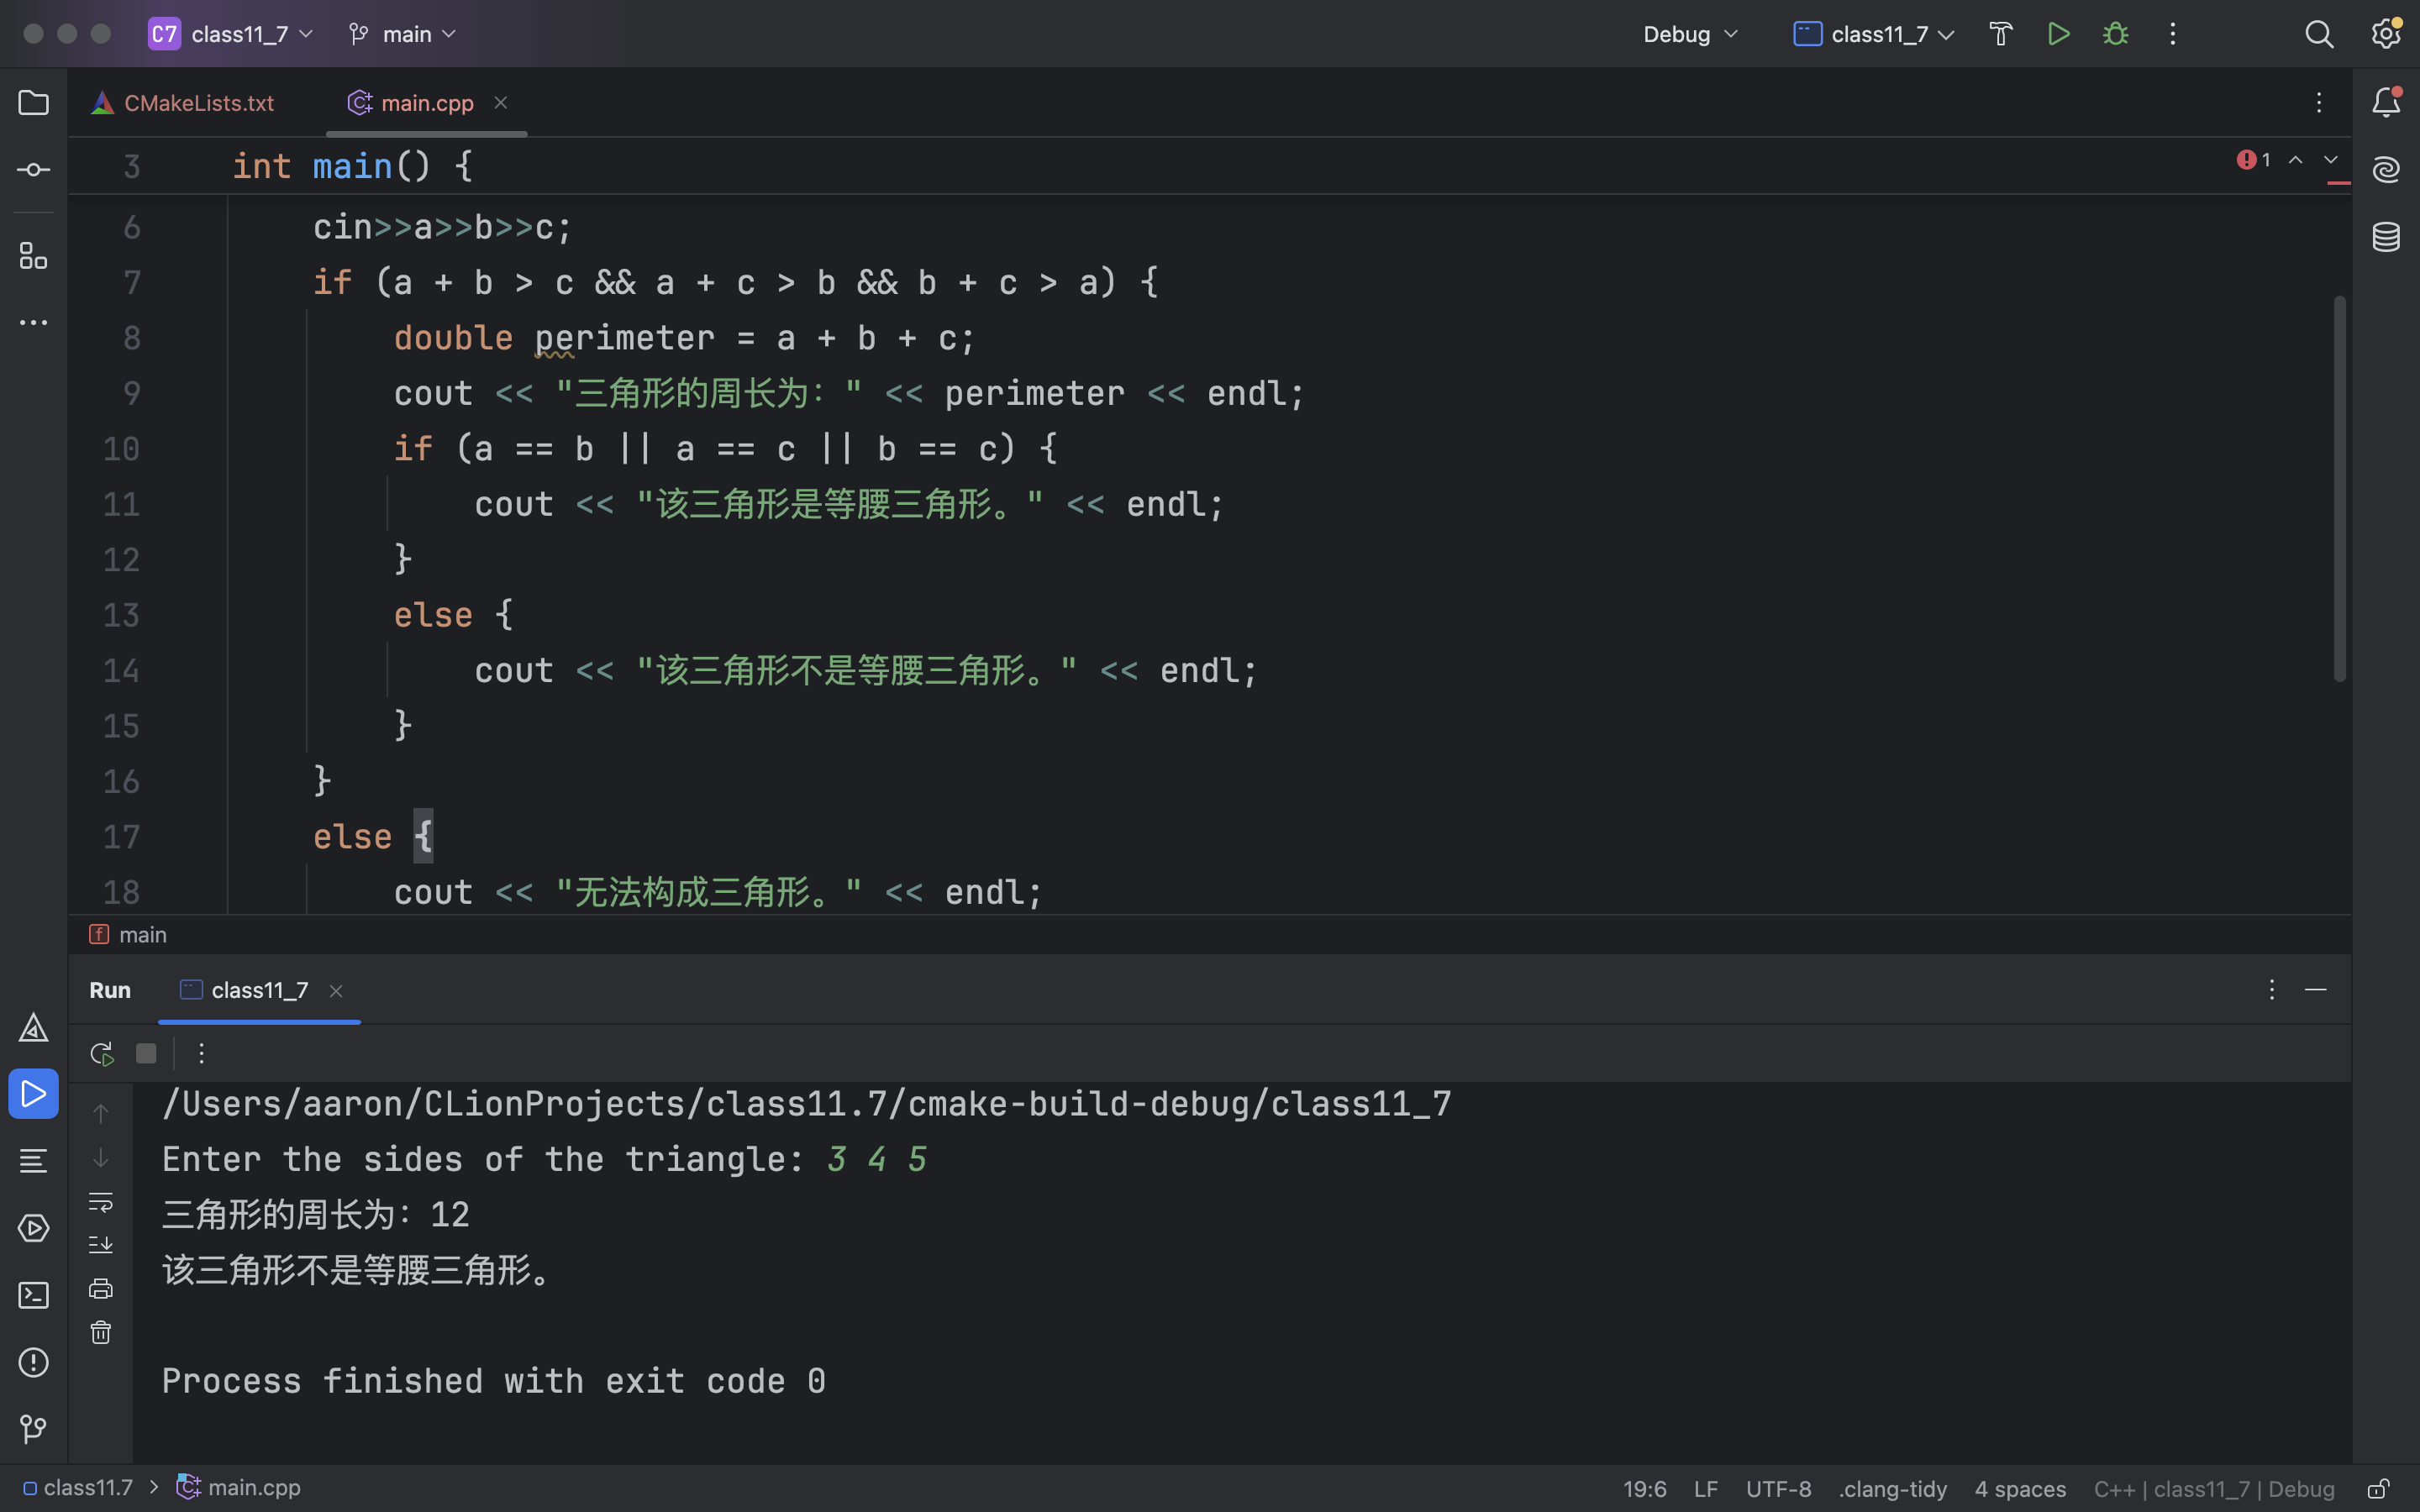 C7 class11_7 main Debug class11_7
CMakeLists.txt main.cpp
3 int main() { 1
6 cin>>a>>b>>c;
7 if (a + b > c && a + c > b && b + c > a) {
8 double perimeter = a + b + c;
9 cout << "三角形的周长为：" << perimeter << endl;
10 if (a == b || a == c || b == c) {
11 cout << "该三角形是等腰三角形。" << endl;
12 }
13 else {
14 cout << "该三角形不是等腰三角形。" << endl;
15 }
16 }
17 else {
18 cout << "无法构成三角形。" << endl;
f main
Run class11_7
/Users/aaron/CLionProjects/class11.7/cmake-build-debug/class11_7
Enter the sides of the triangle: 3 4 5
三角形的周长为：12
该三角形不是等腰三角形。
Process finished with exit code 0
class11.7 > main.cpp 19:6 LF UTF-8 .clang-tidy 4 spaces C++ | class11_7 | Debug